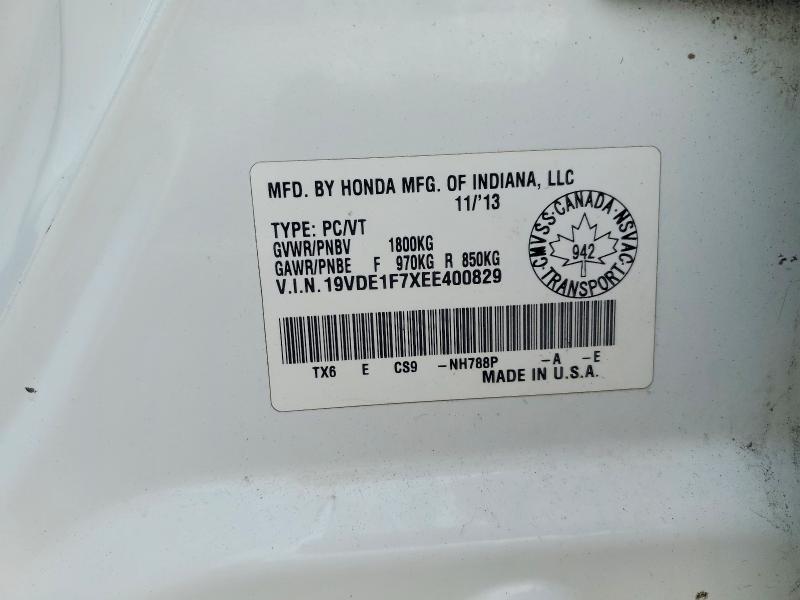 MFD. BY HONDA MFG. OF INDIANA, LLC
11/'13
TYPE: PC/VT
GVWR/PNBV 1800KG
GAWR/PNBE F 970KG R 850KG
V.I.N. 19VDE1F7XEE400829
CMVSS·CANADA·NSVAC·TRANSPORT·
942
TX6 E CS9 -NH788P -A -E
MADE IN U.S.A.